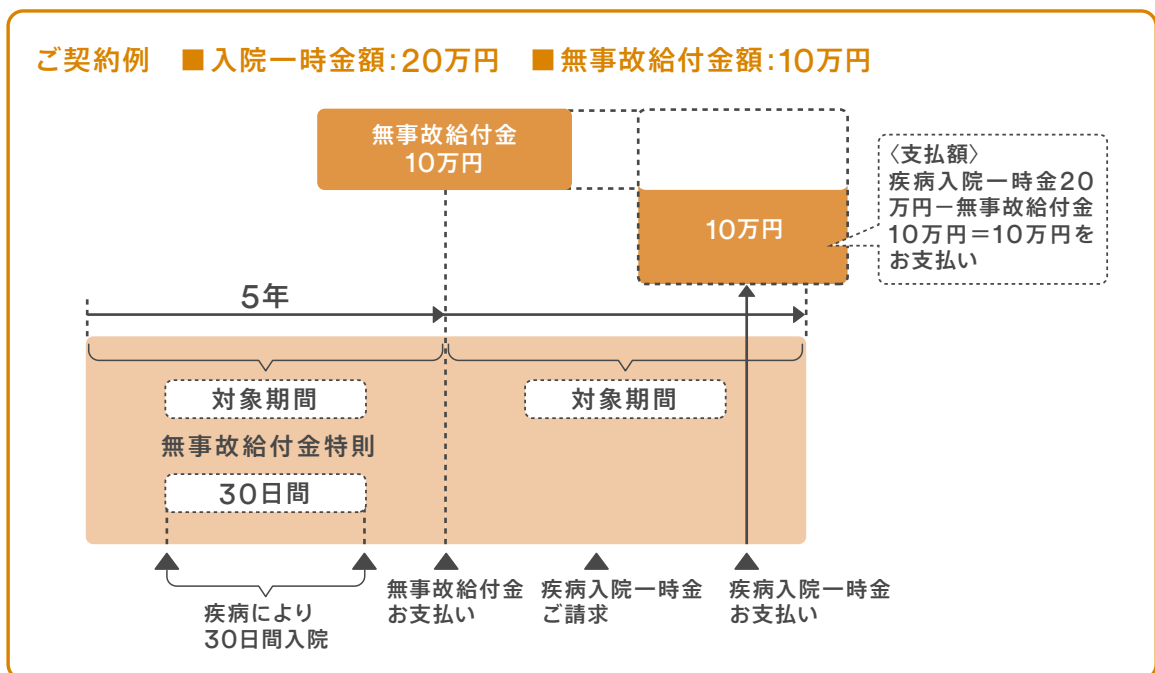 ご契約例 ■入院一時金額:20万円 ■無事故給付金額:10万円
無事故給付金
10万円
10万円
〈支払額〉
疾病入院一時金20
万円－無事故給付金
10万円＝10万円を
お支払い
5年
対象期間
対象期間
無事故給付金特則
30日間
疾病により
30日間入院
無事故給付金
お支払い
疾病入院一時金
ご請求
疾病入院一時金
お支払い